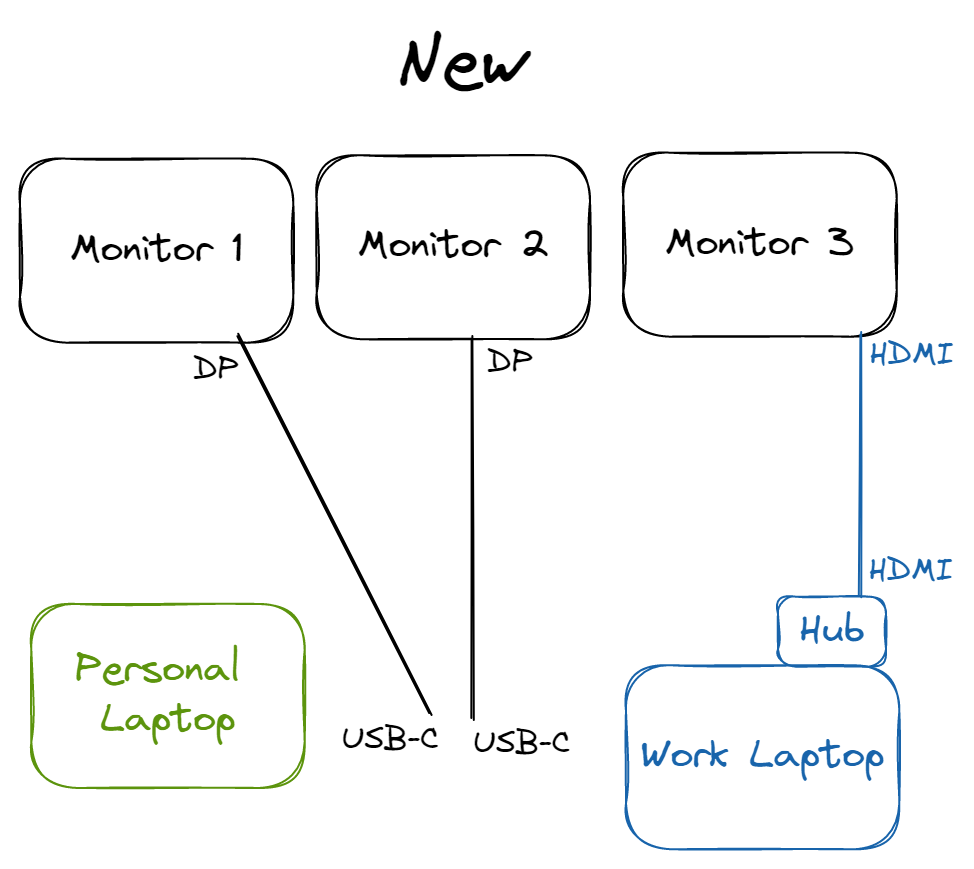 New
Monitor 1
Monitor 2
Monitor 3
DP
DP
HDMI
HDMI
Hub
Personal
Laptop
USB-C
USB-C
Work Laptop